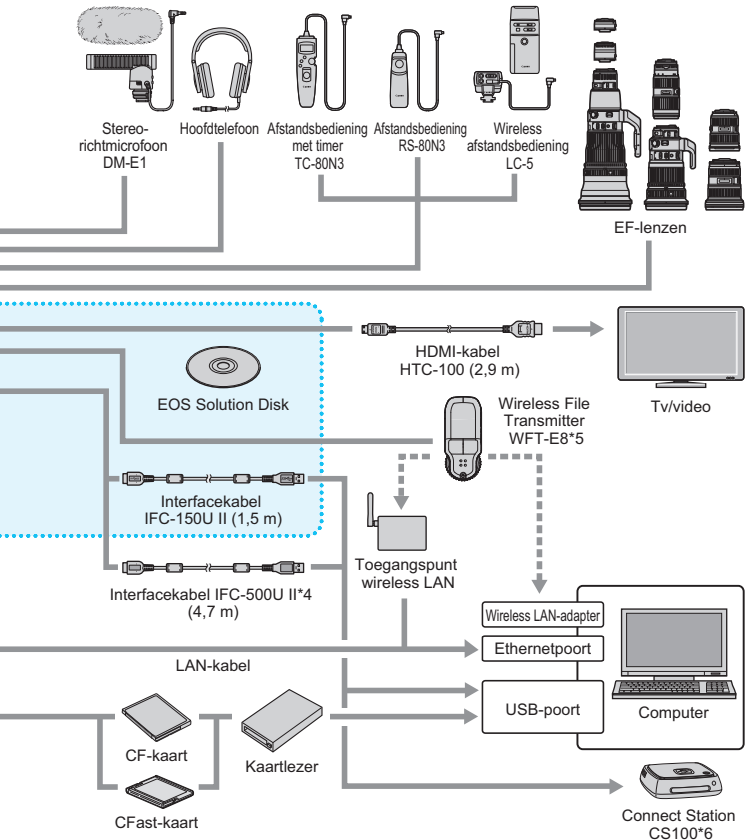 Stereo-
richtmicrofoon
DM-E1
Hoofdtelefoon
Afstandsbediening
met timer
TC-80N3
Afstandsbediening
RS-80N3
Wireless
afstandsbediening
LC-5
EF-lenzen
HDMI-kabel
HTC-100 (2,9 m)
Tv/video
EOS Solution Disk
Wireless File
Transmitter
WFT-E8*5
Interfacekabel
IFC-150U II (1,5 m)
Toegangspunt
wireless LAN
Interfacekabel IFC-500U II*4
(4,7 m)
Wireless LAN-adapter
Ethernetpoort
LAN-kabel
USB-poort
Computer
CF-kaart
Kaartlezer
CFast-kaart
Connect Station
CS100*6